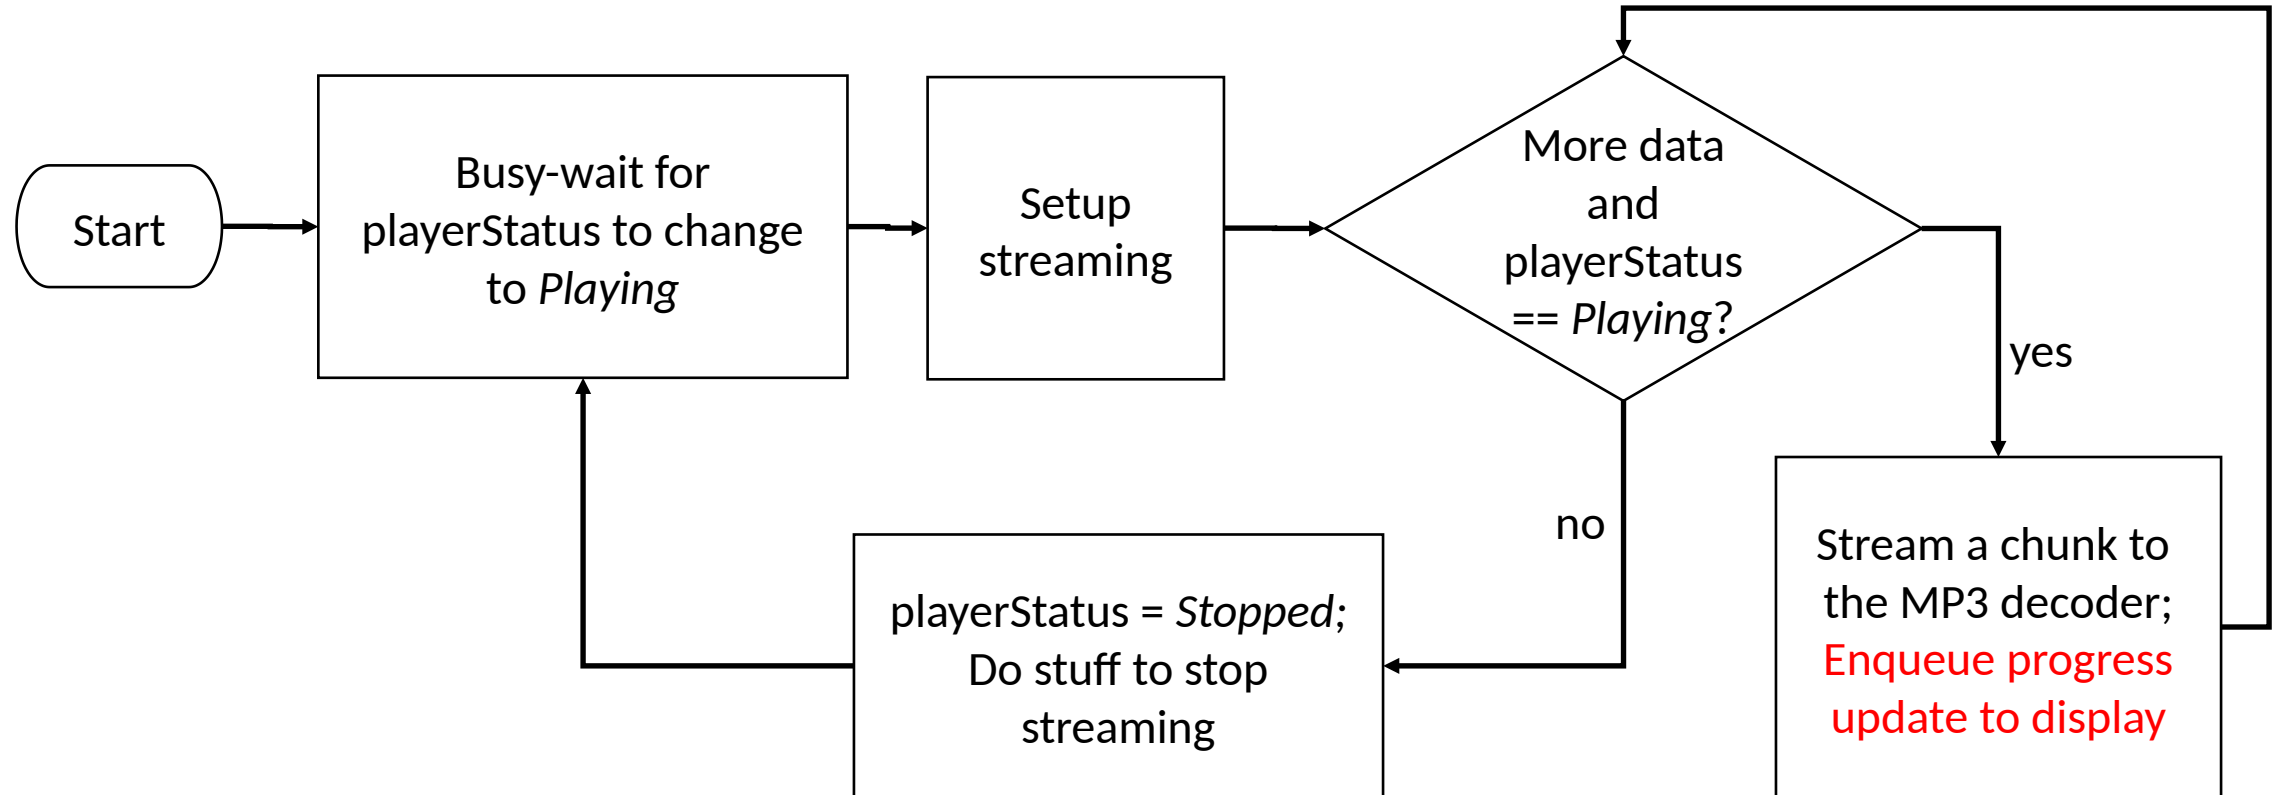 Start
Busy-wait for
playerStatus to change
to Playing
Setup
streaming
More data
and
playerStatus
== Playing?
yes
no
Stream a chunk to
the MP3 decoder;
Enqueue progress
update to display
playerStatus = Stopped;
Do stuff to stop
streaming